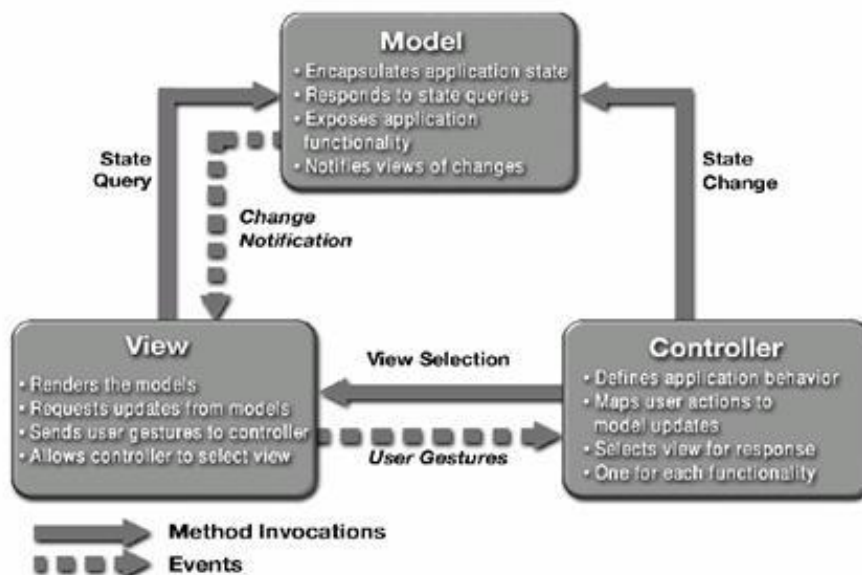 Model
• Encapsulates application state
• Responds to state queries
• Exposes application
functionality
• Notifies views of changes
State
Query
Change
Notification
State
Change
View
• Renders the models
• Requests updates from models
• Sends user gestures to controller
• Allows controller to select view
View Selection
User Gestures
Controller
• Defines application behavior
• Maps user actions to
model updates
• Selects view for response
• One for each functionality
Method Invocations
Events